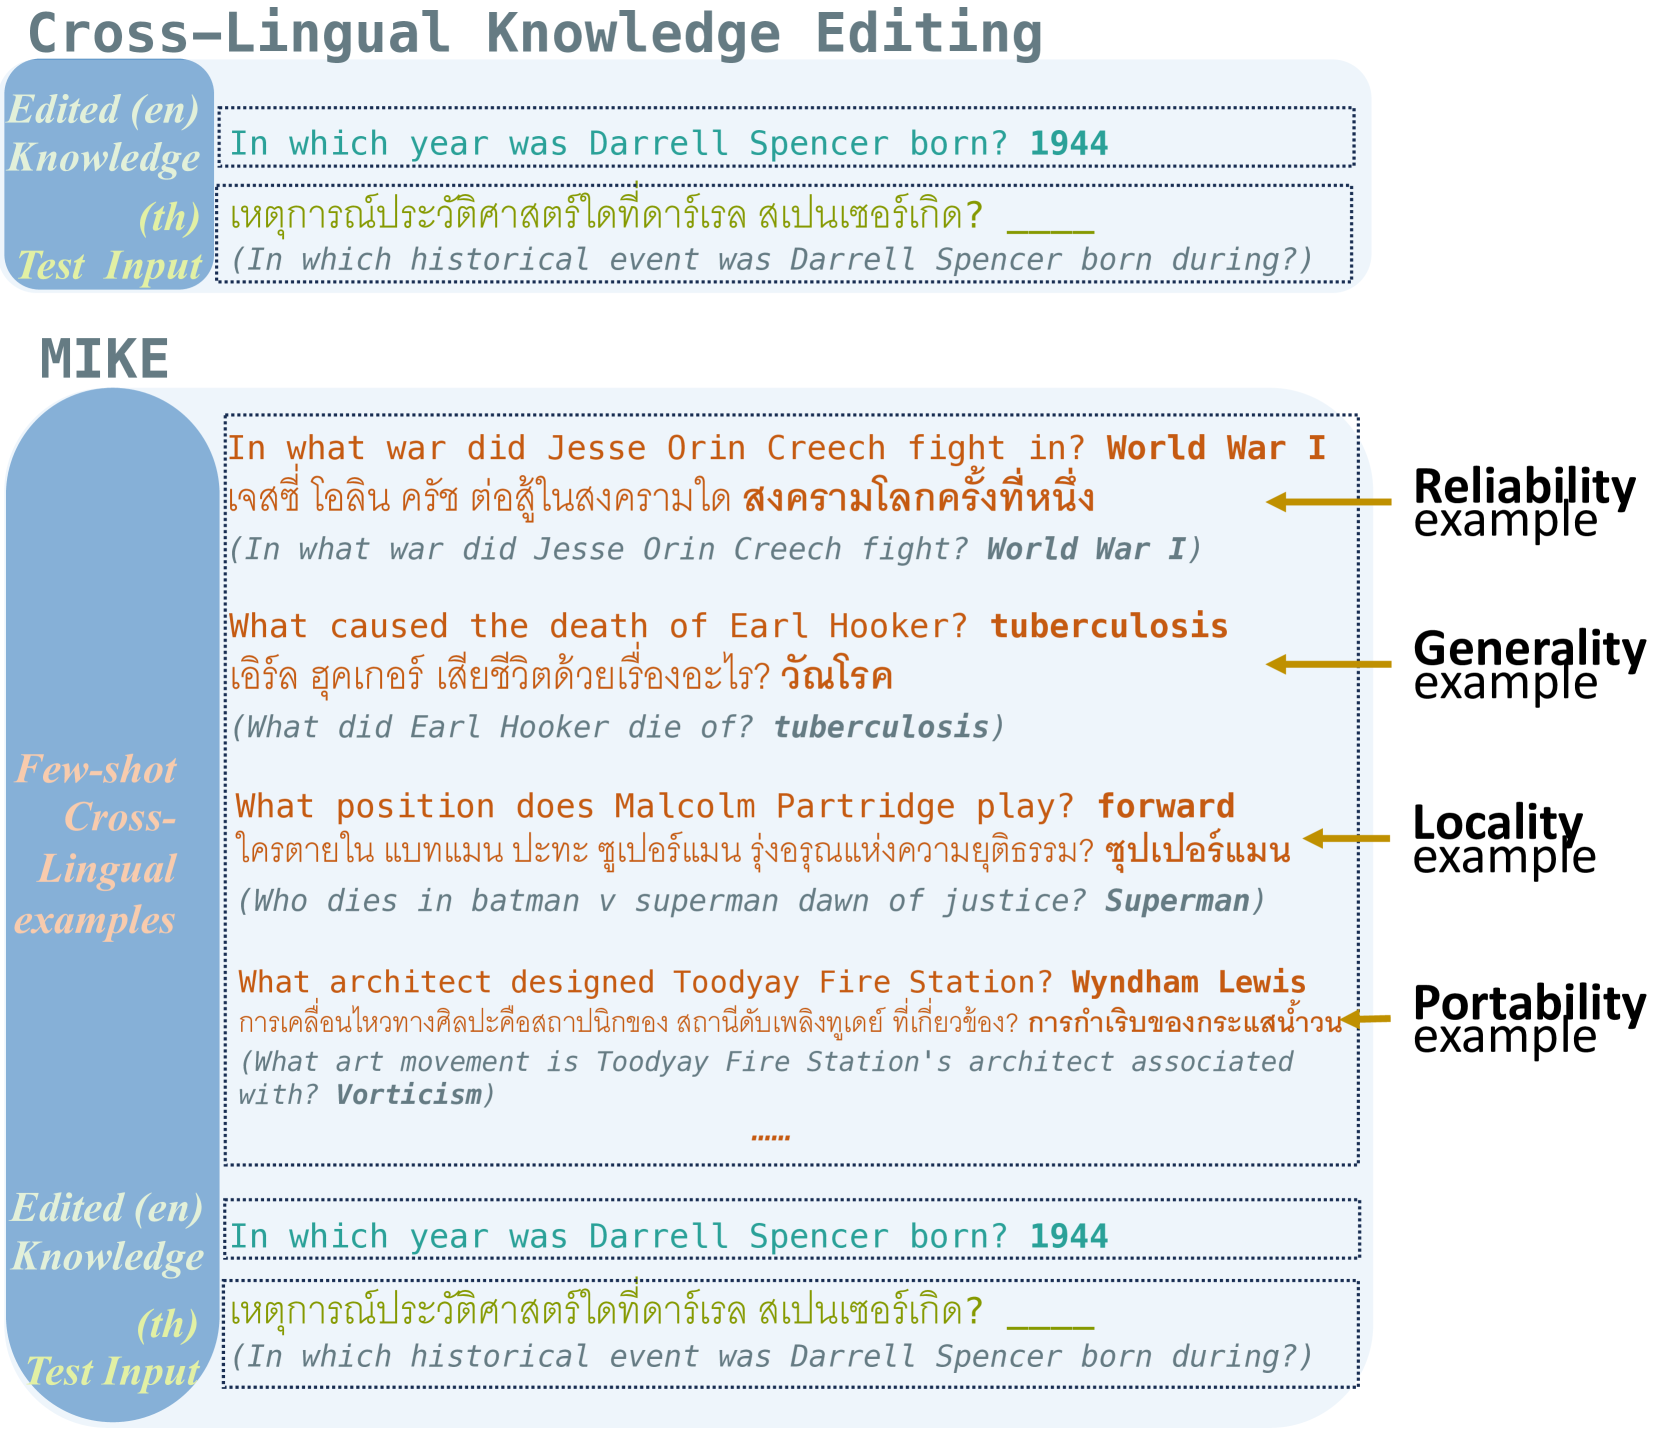 Cross-Lingual Knowledge Editing
Edited (en)
Knowledge
In which year was Darrell Spencer born? 1944
(th)
Test Input
เหตุการณ์ประวัติศาสตร์ใดที่ดาร์เรล สเปนเซอร์เกิด? ____
(In which historical event was Darrell Spencer born during?)
MIKE
Few-shot
Cross-
Lingual
examples
In what war did Jesse Orin Creech fight in? World War I
เจสซี่ โอลิน ครัช ต่อสู้ในสงครามใด สงครามโลกครั้งที่หนึ่ง
(In what war did Jesse Orin Creech fight? World War I)
Reliability
example
What caused the death of Earl Hooker? tuberculosis
เอิร์ล ฮุคเกอร์ เสียชีวิตด้วยเรื่องอะไร? วัณโรค
(What did Earl Hooker die of? tuberculosis)
Generality
example
What position does Malcolm Partridge play? forward
ใครตายใน แบทแมน ปะทะ ซูเปอร์แมน รุ่งอรุณแห่งความยุติธรรม? ซุปเปอร์แมน
(Who dies in batman v superman dawn of justice? Superman)
Locality
example
What architect designed Toodyay Fire Station? Wyndham Lewis
การเคลื่อนไหวทางศิลปะคือสถาปนิกของ สถานีดับเพลิงทูเดย์ ที่เกี่ยวข้อง? การกำเริบของกระแสน้ำวน
(What art movement is Toodyay Fire Station's architect associated
with? Vorticism)
Portability
example
……
Edited (en)
Knowledge
In which year was Darrell Spencer born? 1944
(th)
Test Input
เหตุการณ์ประวัติศาสตร์ใดที่ดาร์เรล สเปนเซอร์เกิด? ____
(In which historical event was Darrell Spencer born during?)